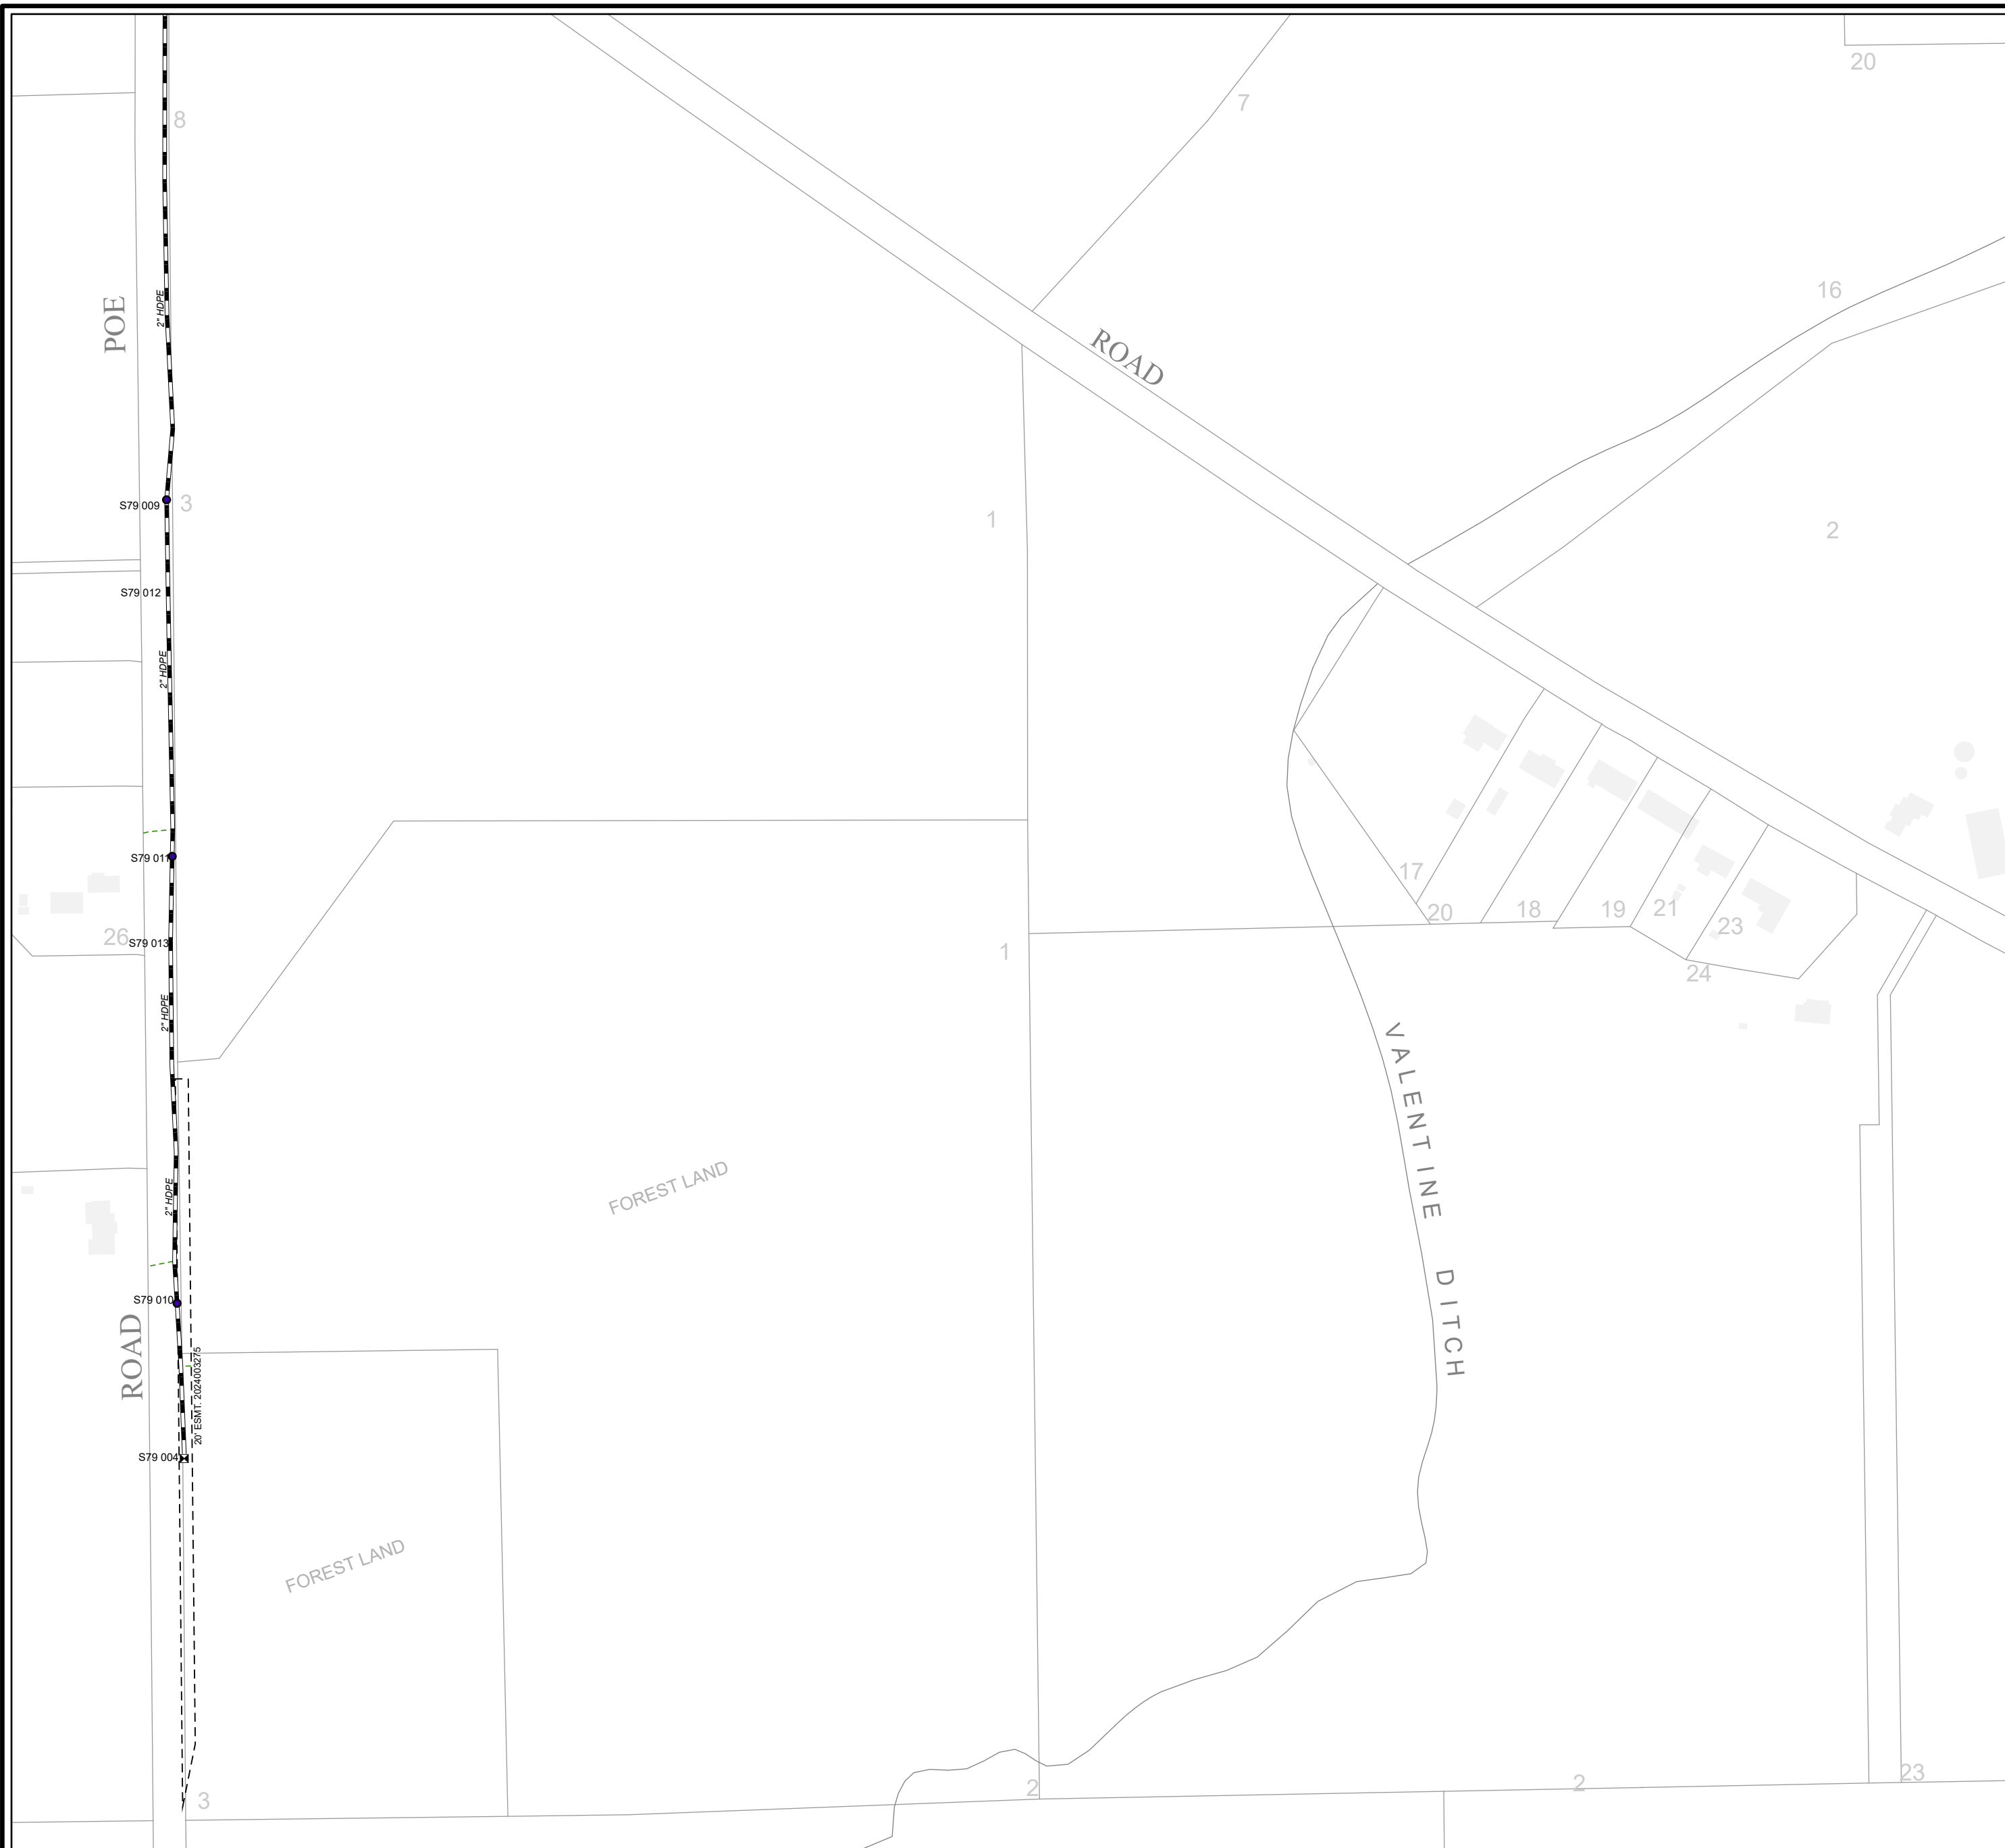 20
7
8
16
POE
2" HDPE
ROAD
S79 009
3
1
2
S79 012
2" HDPE
17
20
18
19
21
23
24
S79 011
26
S79 013
1
2" HDPE
VALENTINE DITCH
FOREST LAND
2" HDPE
S79 010
ROAD
20' ESMT. 2024003275
S79 004
FOREST LAND
3
2
2
23